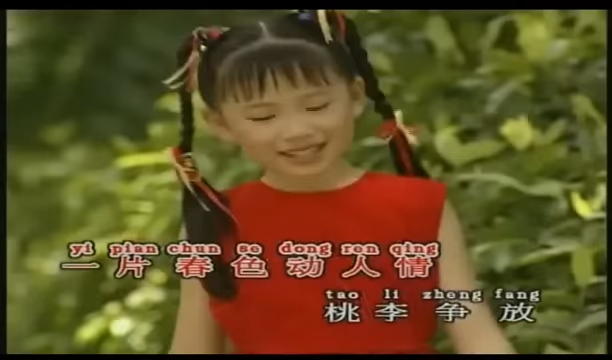 yi pian chun se dong ren qing
一片春色动人情
tao li zheng fang
桃李争放